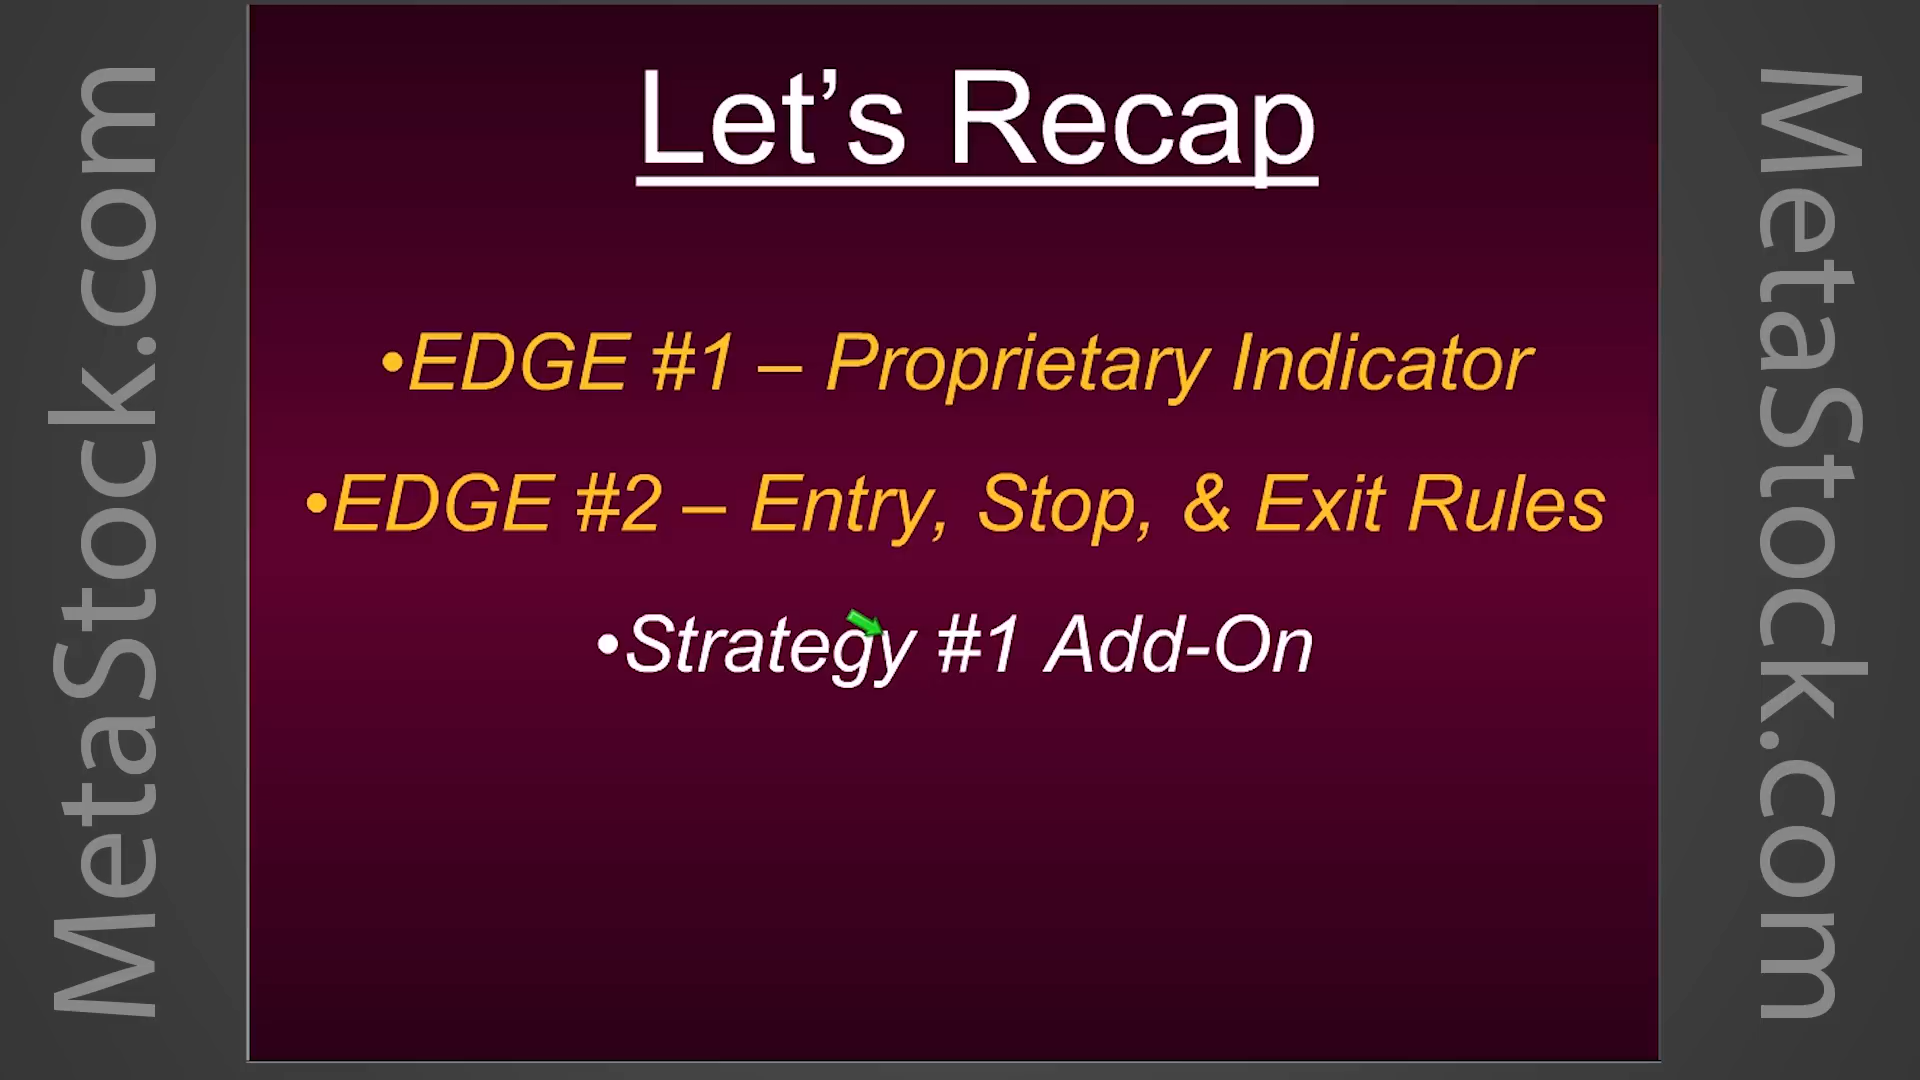 MetaStock.com
Let’s Recap
•EDGE #1 – Proprietary Indicator
•EDGE #2 – Entry, Stop, & Exit Rules
•Strategy #1 Add-On
MetaStock.com